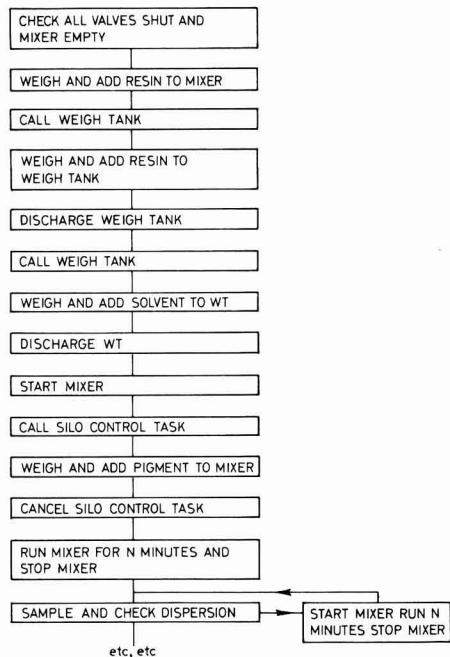 CHECK ALL VALVES SHUT AND
MIXER EMPTY
WEIGH AND ADD RESIN TO MIXER
CALL WEIGH TANK
WEIGH AND ADD RESIN TO
WEIGH TANK
DISCHARGE WEIGH TANK
CALL WEIGH TANK
WEIGH AND ADD SOLVENT TO WT
DISCHARGE WT
START MIXER
CALL SILO CONTROL TASK
WEIGH AND ADD PIGMENT TO MIXER
CANCEL SILO CONTROL TASK
RUN MIXER FOR N MINUTES AND
STOP MIXER
SAMPLE AND CHECK DISPERSION
START MIXER RUN N
MINUTES STOP MIXER
etc, etc